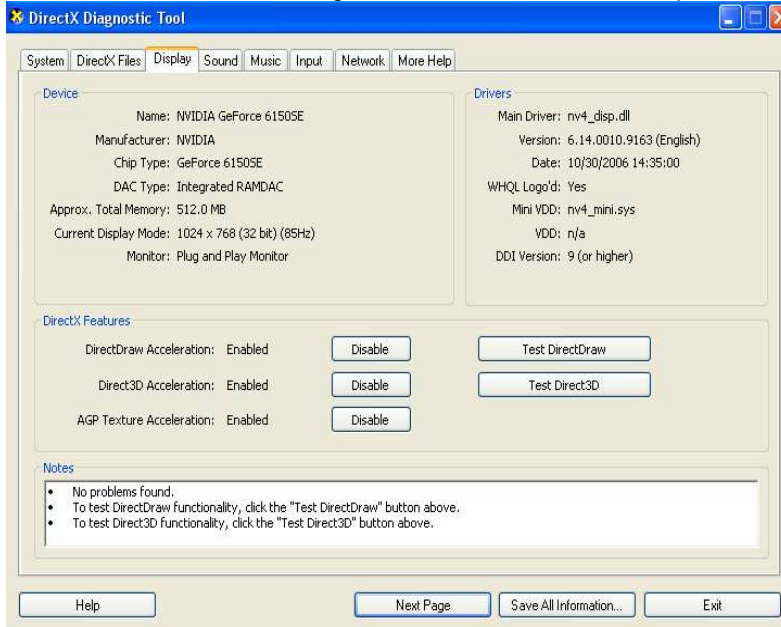 DirectX Diagnostic Tool
System DirectX Files Display Sound Music Input Network More Help
Device
Name: NVIDIA GeForce 6150SE
Manufacturer: NVIDIA
Chip Type: GeForce 6150SE
DAC Type: Integrated RAMDAC
Approx. Total Memory: 512.0 MB
Current Display Mode: 1024 x 768 (32 bit) (85Hz)
Monitor: Plug and Play Monitor
Drivers
Main Driver: nv4_disp.dll
Version: 6.14.0010.9163 (English)
Date: 10/30/2006 14:35:00
WHQL Logo'd: Yes
Mini VDD: nv4_mini.sys
VDD: n/a
DDI Version: 9 (or higher)
DirectX Features
DirectDraw Acceleration: Enabled Disable Test DirectDraw
Direct3D Acceleration: Enabled Disable Test Direct3D
AGP Texture Acceleration: Enabled Disable
Notes
• No problems found.
• To test DirectDraw functionality, click the "Test DirectDraw" button above.
• To test Direct3D functionality, click the "Test Direct3D" button above.
Help Next Page Save All Information... Exit